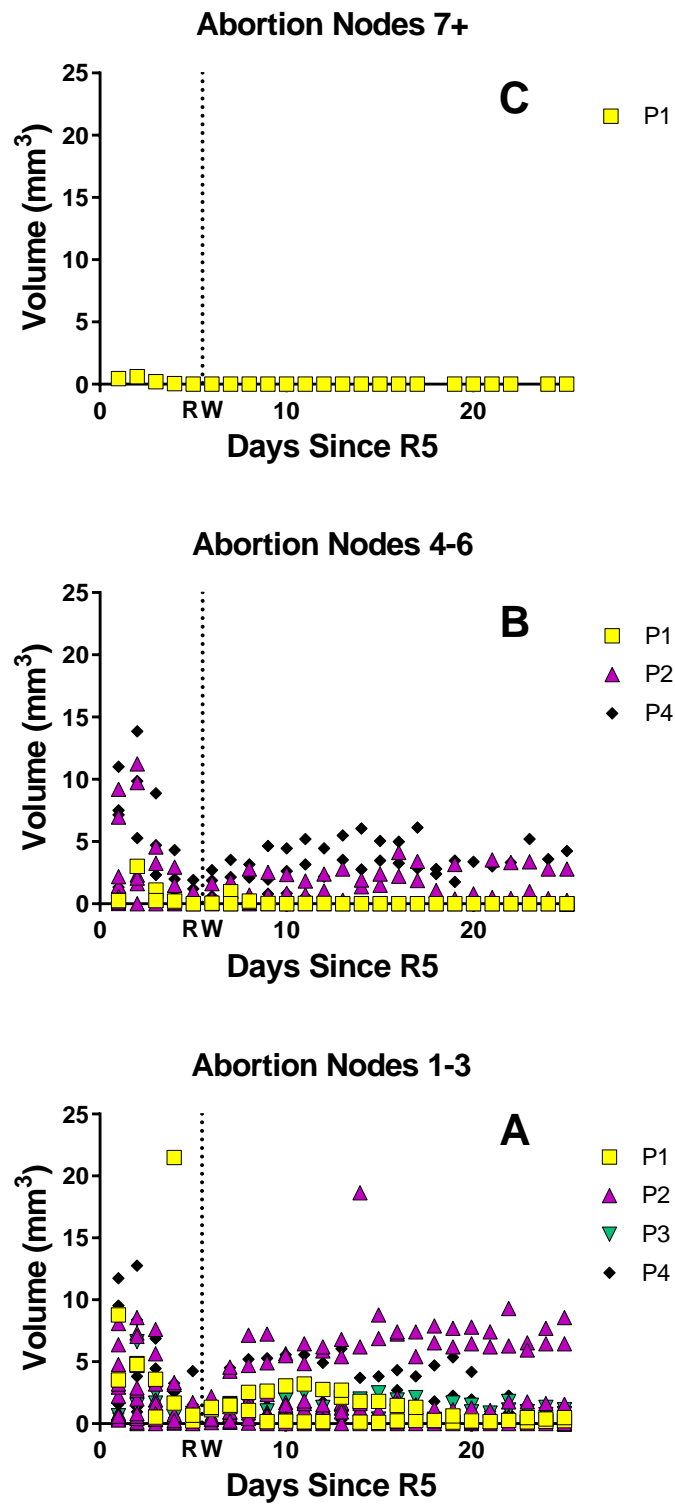 Abortion Nodes 7+
25
20
15
10
5
0
Volume (mm³)
C
P1
0
RW
10
20
Days Since R5
Abortion Nodes 4-6
25
20
15
10
5
0
Volume (mm³)
B
P1
P2
P4
0
RW
10
20
Days Since R5
Abortion Nodes 1-3
25
20
15
10
5
0
Volume (mm³)
A
P1
P2
P3
P4
0
RW
10
20
Days Since R5